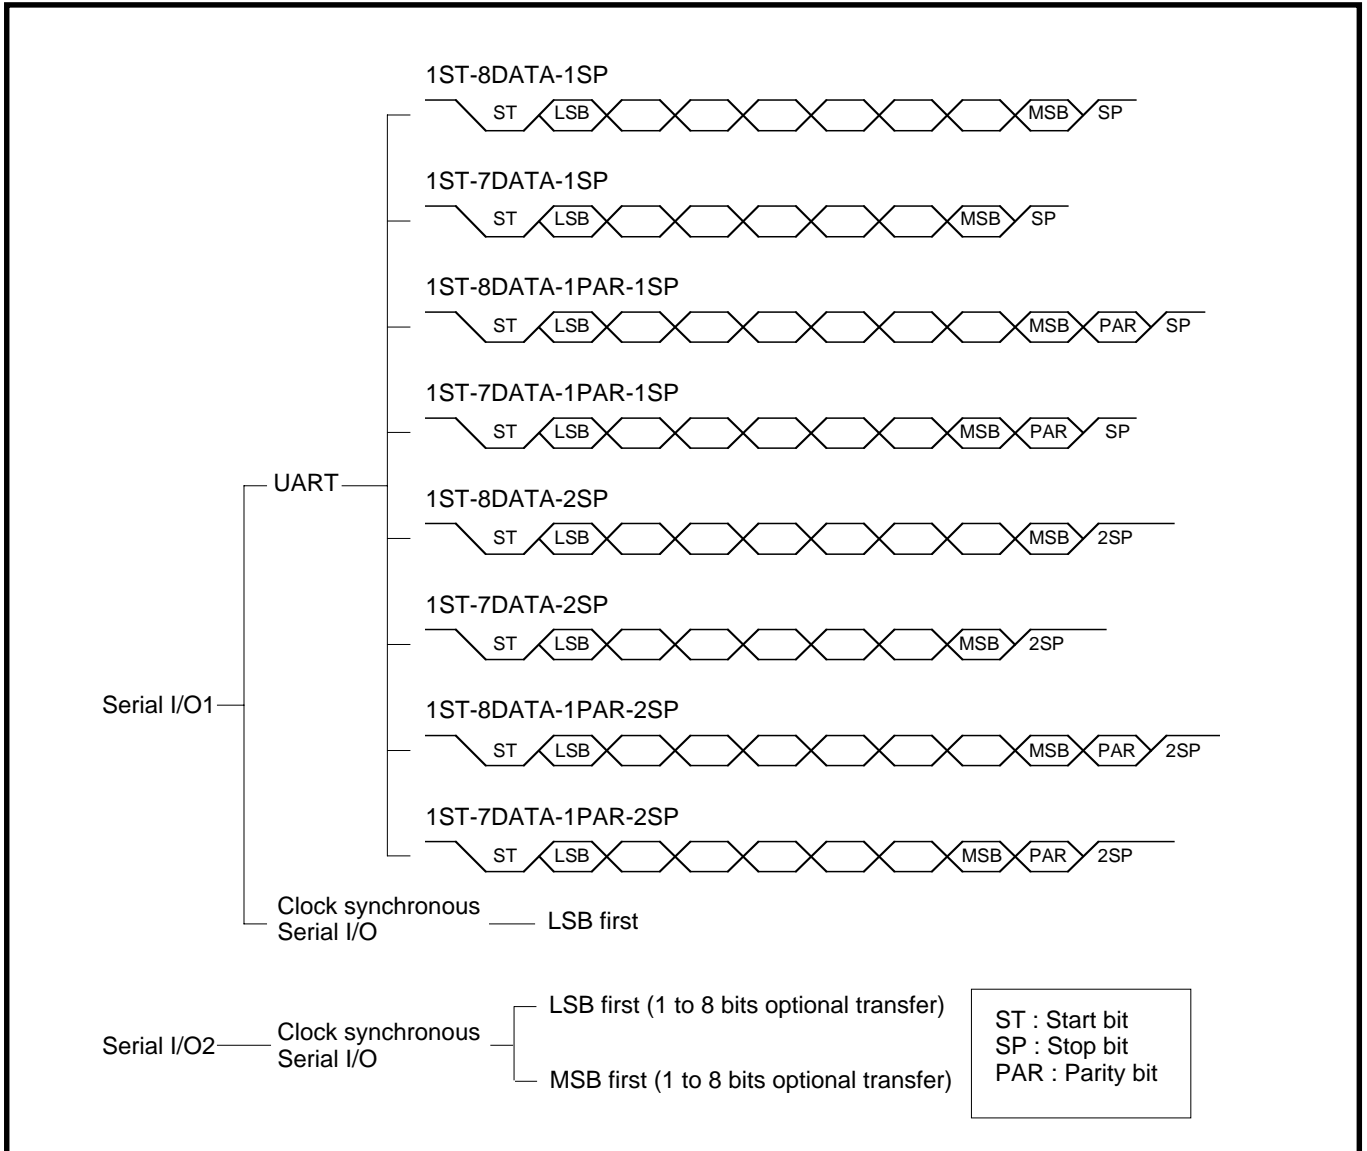 1ST-8DATA-1SP
ST LSB MSB SP
1ST-7DATA-1SP
ST LSB MSB SP
1ST-8DATA-1PAR-1SP
ST LSB MSB PAR SP
1ST-7DATA-1PAR-1SP
ST LSB MSB PAR SP
UART
1ST-8DATA-2SP
ST LSB MSB 2SP
1ST-7DATA-2SP
ST LSB MSB 2SP
Serial I/O1
1ST-8DATA-1PAR-2SP
ST LSB MSB PAR 2SP
1ST-7DATA-1PAR-2SP
ST LSB MSB PAR 2SP
Clock synchronous
Serial I/O
LSB first
Serial I/O2
Clock synchronous
Serial I/O
LSB first (1 to 8 bits optional transfer)
MSB first (1 to 8 bits optional transfer)
ST : Start bit
SP : Stop bit
PAR : Parity bit